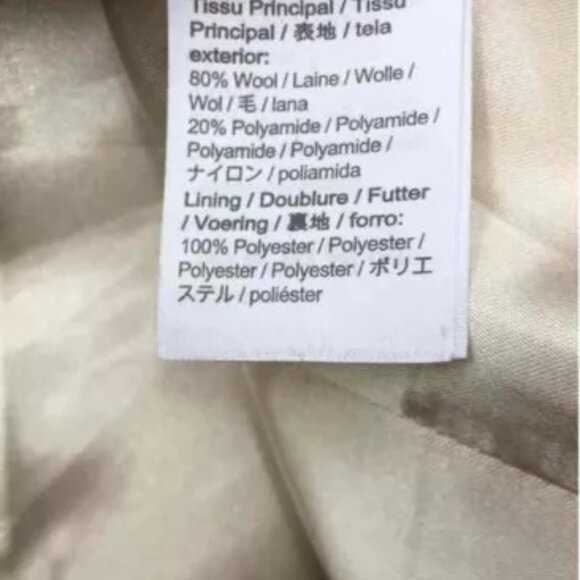 Tissu Principal / Tissu
Principal / 表地 / tela
exterior:
80% Wool / Laine / Wolle /
Wol / 毛 / lana
20% Polyamide / Polyamide /
Polyamide / Polyamide /
ナイロン / poliamida
Lining / Doublure / Futter
/ Voering / 裏地 / forro:
100% Polyester / Polyester /
Polyester / Polyester / ポリエ
ステル / poliéster